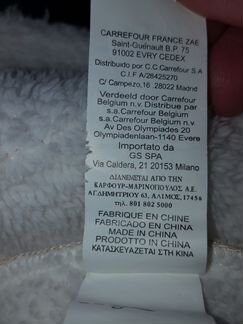 CARREFOUR FRANCE ZAE
Saint-Guénault B.P. 75
91002 EVRY CEDEX
Distribuido por C.C.Carrefour S.A
C.I.F A/28425270
C/ Campezo,16 28022 Madrid
Verdeeld door Carrefour
Belgium n.v. Distribue par
s.a.Carrefour Belgium n.v.
s.a.Carrefour Belgium n.v.
Av Des Olympiades 20
Olympiadenlaan-1140 Evere
Importato da
GS SPA
Via Caldera, 21 20153 Milano
ΔΙΑΝΕΜΕΤΑΙ ΑΠΟ ΤΗΝ
ΚΑΡΦΟΥΡ-ΜΑΡΙΝΟΠΟΥΛΟΣ Α.Ε.
ΑΓ.ΔΗΜΗΤΡΙΟΥ 63, ΑΛΙΜΟΣ, 17456
τηλ. 801 802 5000
FABRIQUE EN CHINE
FABRICADO EN CHINA
MADE IN CHINA
PRODOTTO IN CHINA
ΚΑΤΑΣΚΕΥΑΖΕΤΑΙ ΣΤΗ ΚΙΝΑ